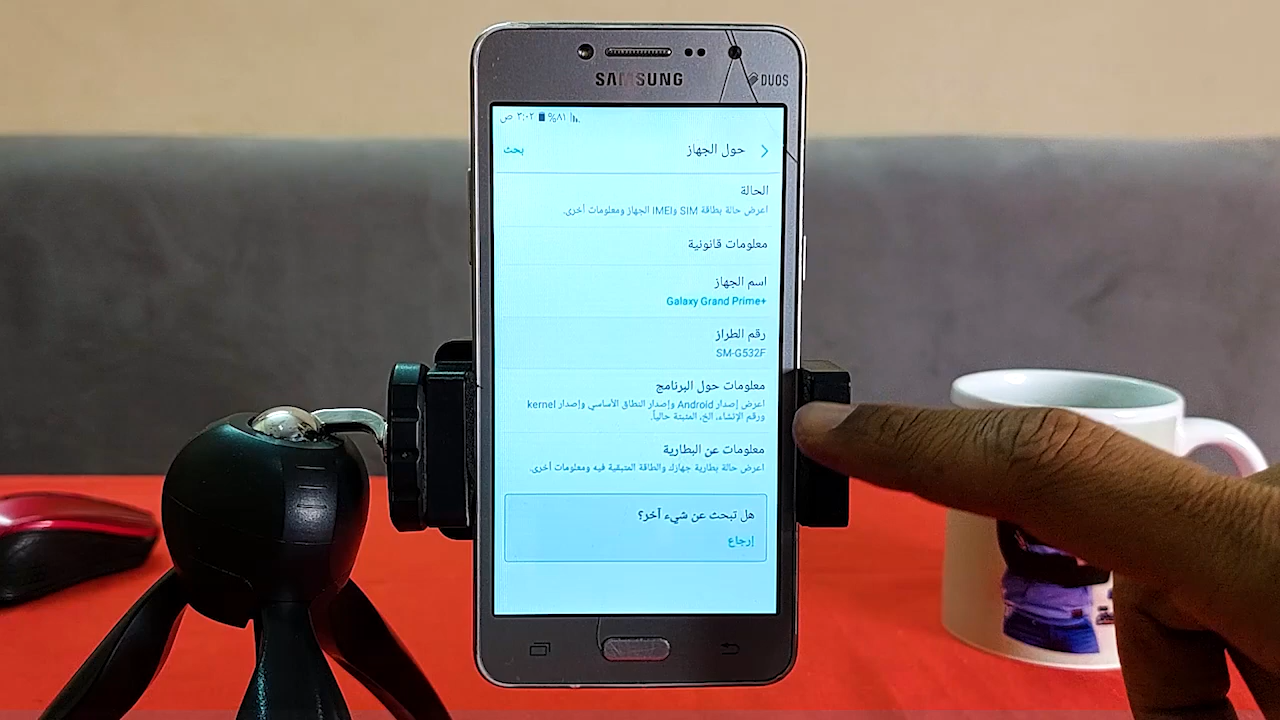 SAMSUNG
DUOS
٣:٠٢ ص %٨١
حول الجهاز
بحث
الحالة
اعرض حالة بطاقة SIM وIMEI الجهاز ومعلومات أخرى.
معلومات قانونية
اسم الجهاز
Galaxy Grand Prime+
رقم الطراز
SM-G532F
معلومات حول البرنامج
اعرض إصدار Android وإصدار النطاق الأساسي وإصدار kernel
ورقم الإنشاء، الخ، المثبتة حالياً.
معلومات عن البطارية
اعرض حالة بطارية جهازك والطاقة المتبقية فيه ومعلومات أخرى.
هل تبحث عن شيء آخر؟
إرجاع